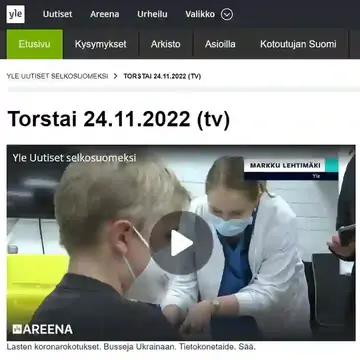 yle Uutiset Areena Urheilu Valikko
Etusivu Kysymykset Arkisto Asioilla Kotoutujan Suomi
YLE UUTISET SELKOSUOMEKSI > TORSTAI 24.11.2022 (TV)
Torstai 24.11.2022 (tv)
Yle Uutiset selkosuomeksi
MARKKU LEHTIMÄKI
Yle
AREENA
Lasten koronarokotukset. Busseja Ukrainaan. Tietokonetaide. Sää.